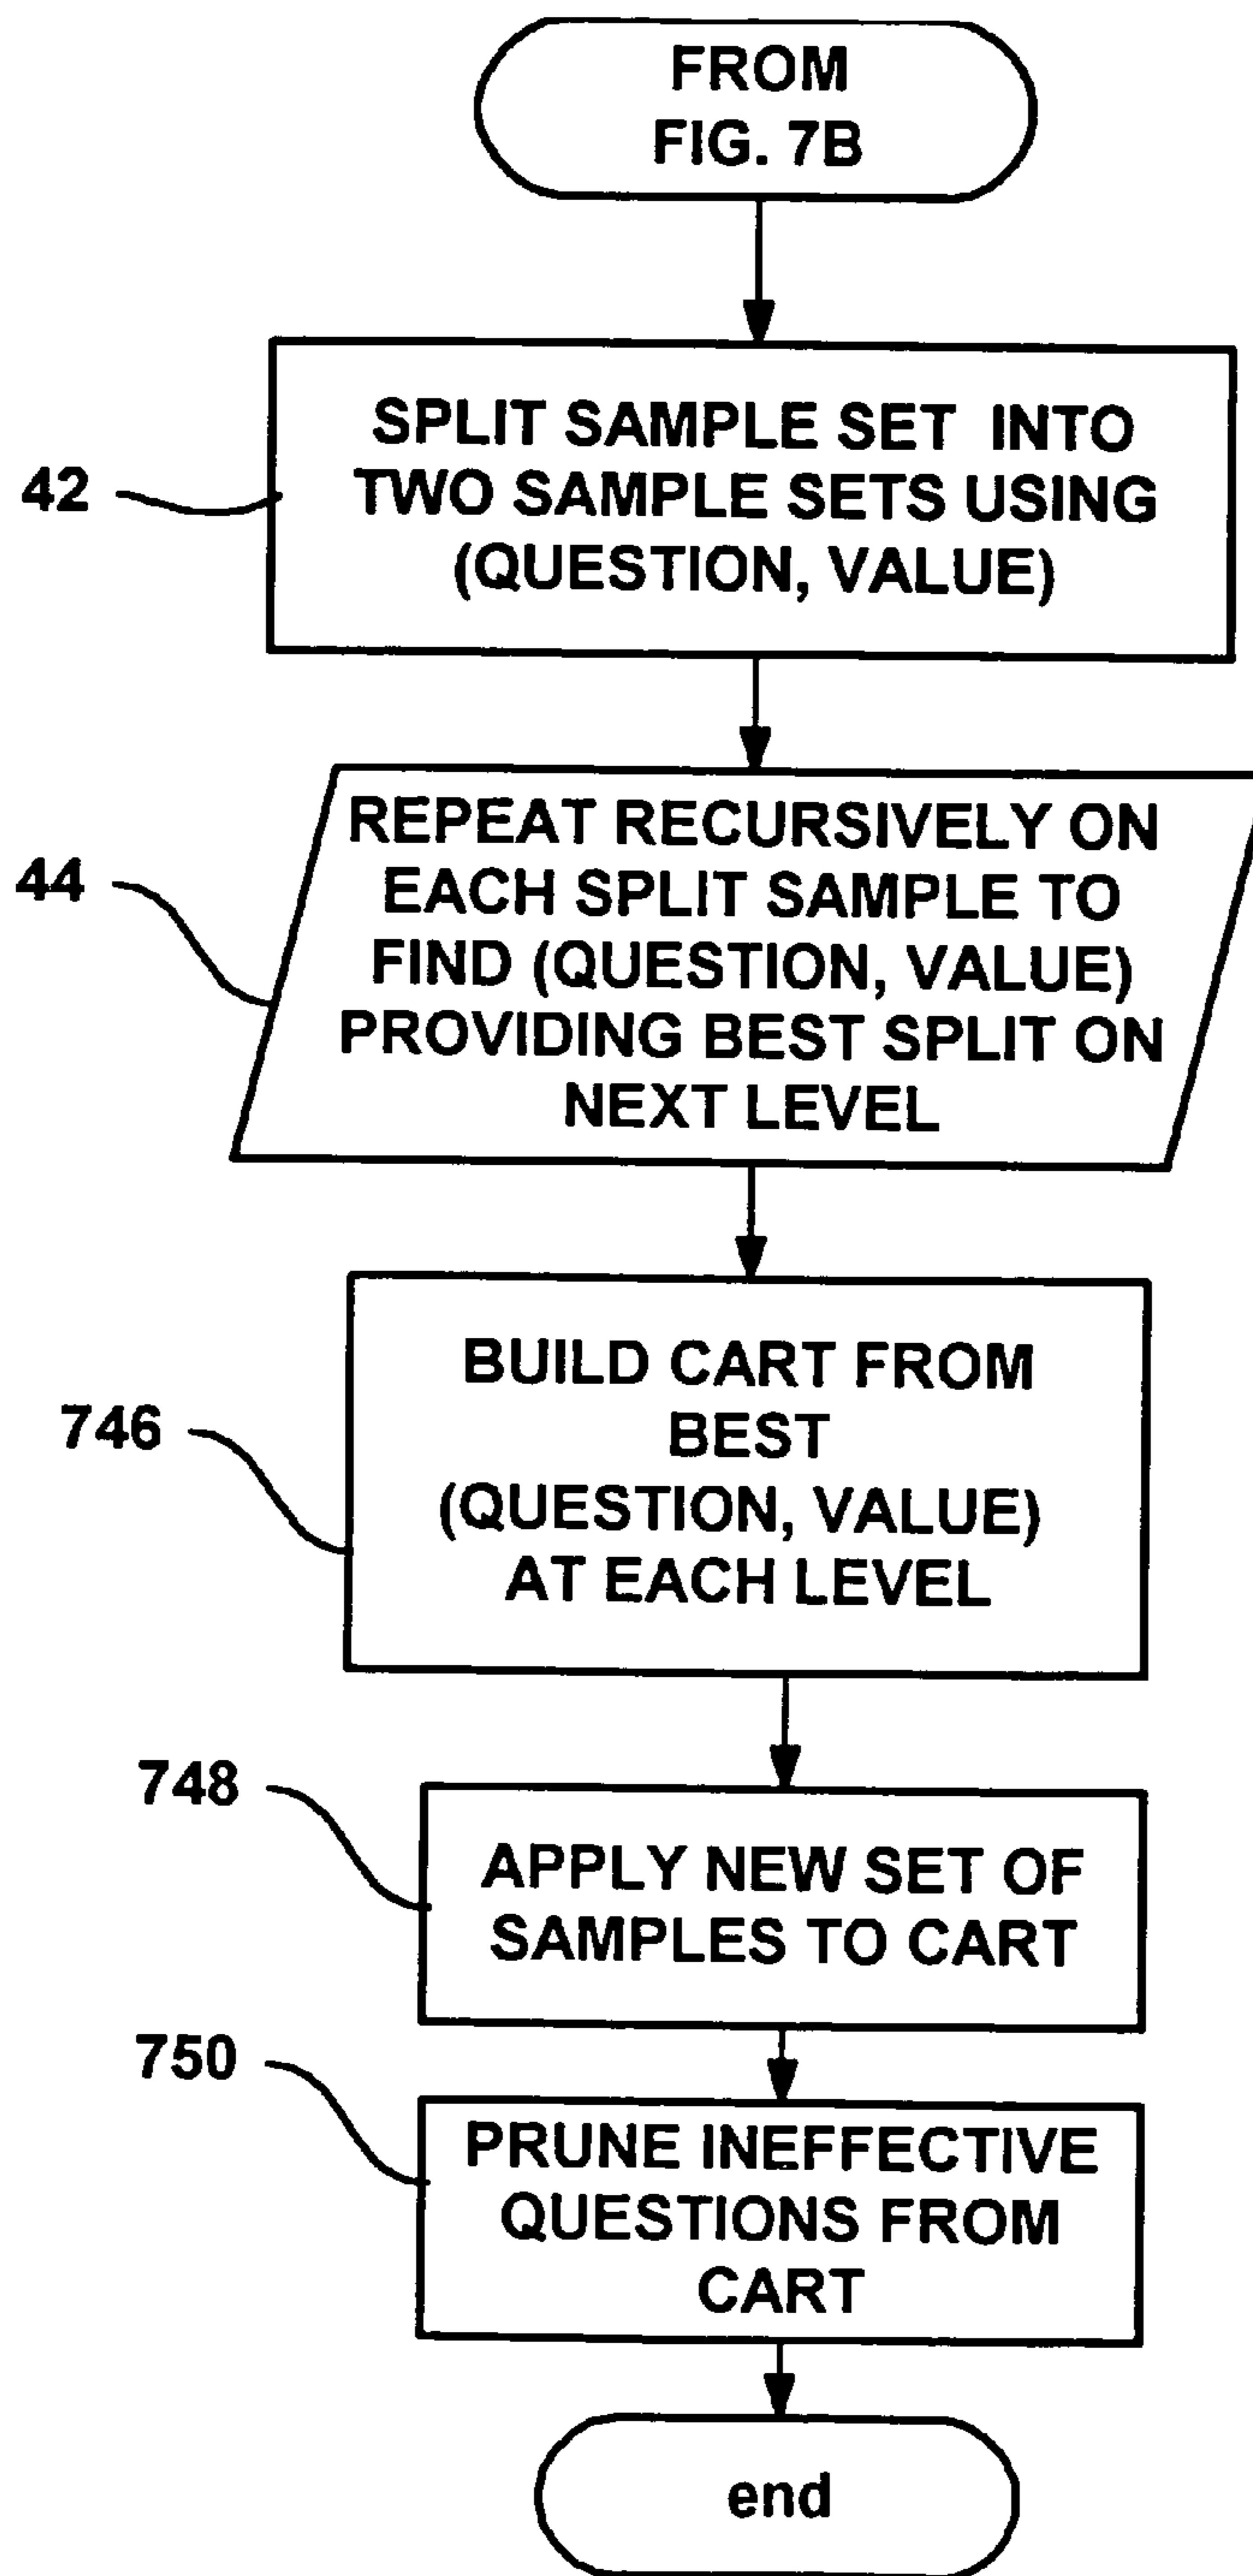 FROM
FIG. 7B
42
SPLIT SAMPLE SET INTO
TWO SAMPLE SETS USING
(QUESTION, VALUE)
44
REPEAT RECURSIVELY ON
EACH SPLIT SAMPLE TO
FIND (QUESTION, VALUE)
PROVIDING BEST SPLIT ON
NEXT LEVEL
746
BUILD CART FROM
BEST
(QUESTION, VALUE)
AT EACH LEVEL
748
APPLY NEW SET OF
SAMPLES TO CART
750
PRUNE INEFFECTIVE
QUESTIONS FROM
CART
end